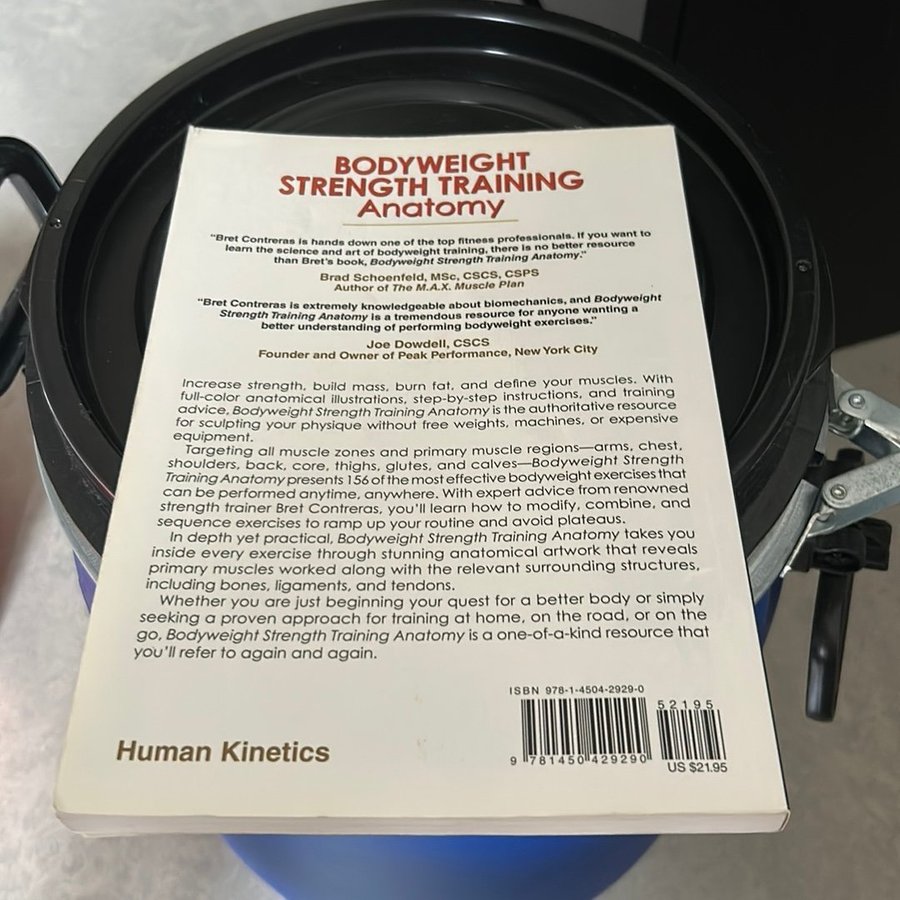 BODYWEIGHT
STRENGTH TRAINING
Anatomy
"Bret Contreras is hands down one of the top fitness professionals. If you want to
learn the science and art of bodyweight training, there is no better resource
than Bret's book, Bodyweight Strength Training Anatomy."
Brad Schoenfeld, MSc, CSCS, CSPS
Author of The M.A.X. Muscle Plan
"Bret Contreras is extremely knowledgeable about biomechanics, and Bodyweight
Strength Training Anatomy is a tremendous resource for anyone wanting a
better understanding of performing bodyweight exercises."
Joe Dowdell, CSCS
Founder and Owner of Peak Performance, New York City
Increase strength, build mass, burn fat, and define your muscles. With
full-color anatomical illustrations, step-by-step instructions, and training
advice, Bodyweight Strength Training Anatomy is the authoritative resource
for sculpting your physique without free weights, machines, or expensive
equipment.
Targeting all muscle zones and primary muscle regions—arms, chest,
shoulders, back, core, thighs, glutes, and calves—Bodyweight Strength
Training Anatomy presents 156 of the most effective bodyweight exercises that
can be performed anytime, anywhere. With expert advice from renowned
strength trainer Bret Contreras, you'll learn how to modify, combine, and
sequence exercises to ramp up your routine and avoid plateaus.
In depth yet practical, Bodyweight Strength Training Anatomy takes you
inside every exercise through stunning anatomical artwork that reveals
primary muscles worked along with the relevant surrounding structures,
including bones, ligaments, and tendons.
Whether you are just beginning your quest for a better body or simply
seeking a proven approach for training at home, on the road, or on the
go, Bodyweight Strength Training Anatomy is a one-of-a-kind resource that
you'll refer to again and again.
ISBN 978-1-4504-2929-0
52195
9 781450 429290
US $21.95
Human Kinetics